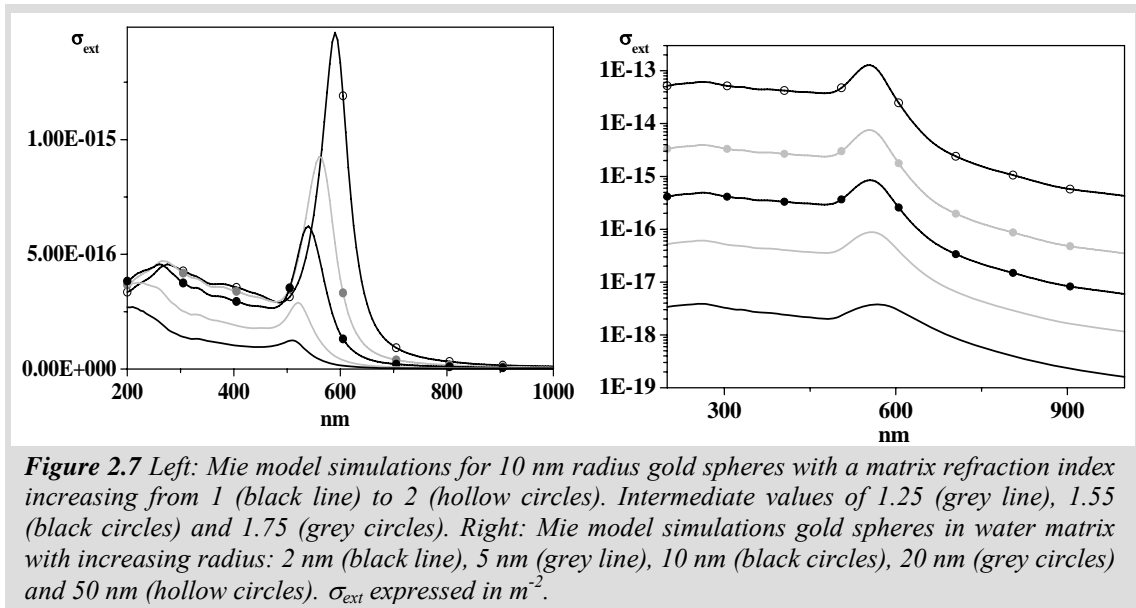 σext
1.00E-015
5.00E-016
0.00E+000
200 400 600 800 1000
nm
σext
1E-13
1E-14
1E-15
1E-16
1E-17
1E-18
1E-19
300 600 900
nm
Figure 2.7 Left: Mie model simulations for 10 nm radius gold spheres with a matrix refraction index
increasing from 1 (black line) to 2 (hollow circles). Intermediate values of 1.25 (grey line), 1.55
(black circles) and 1.75 (grey circles). Right: Mie model simulations gold spheres in water matrix
with increasing radius: 2 nm (black line), 5 nm (grey line), 10 nm (black circles), 20 nm (grey circles)
and 50 nm (hollow circles). σext expressed in m-2.